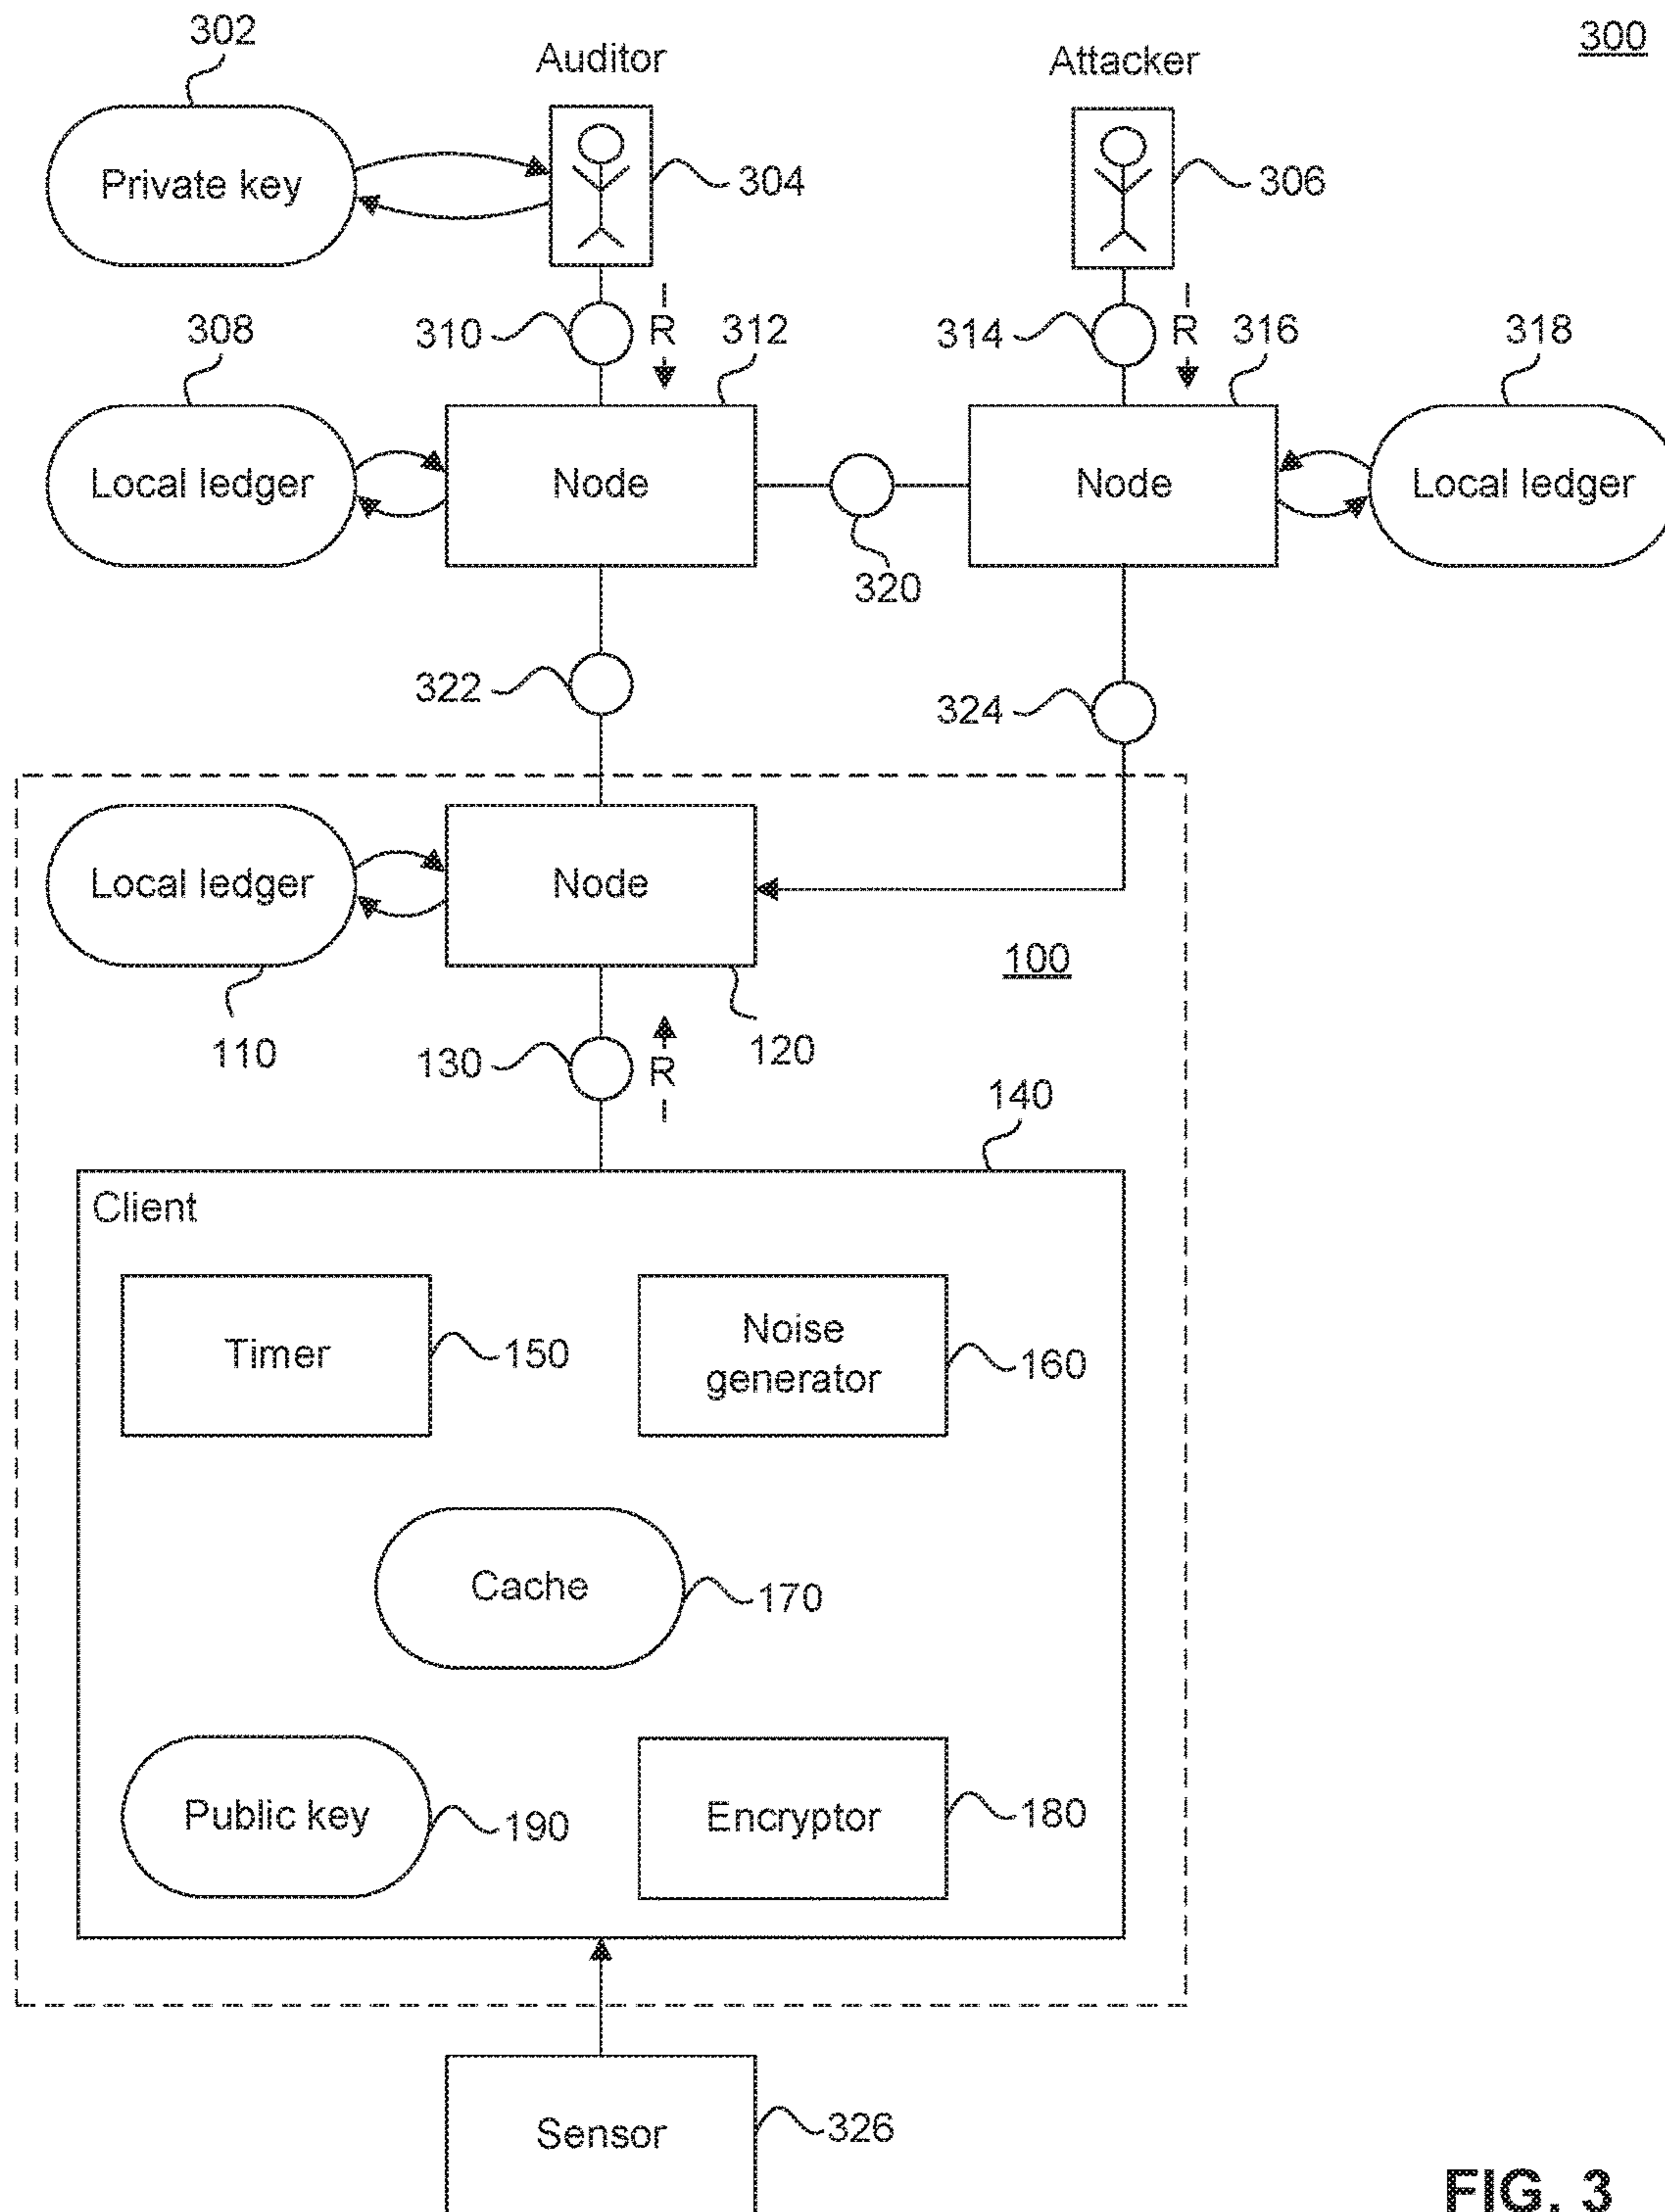 302
Auditor
Attacker
300
Private key
304
306
308
310
R
312
314
R
316
318
Local ledger
Node
Node
Local ledger
320
322
324
Local ledger
Node
100
110
130
R
120
140
Client
Timer
150
Noise
generator
160
Cache
170
Public key
190
Encryptor
180
Sensor
326
FIG. 3